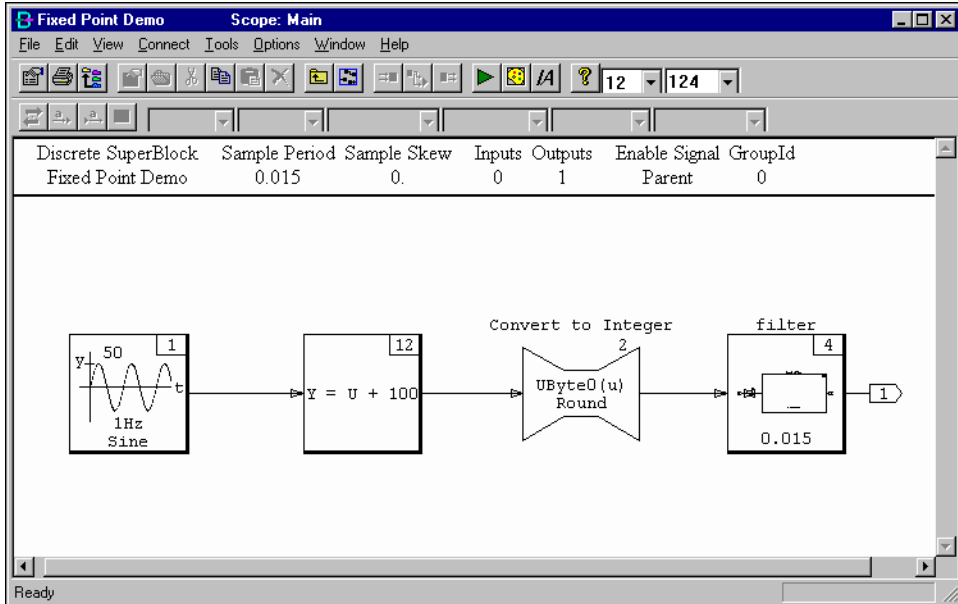 Fixed Point Demo Scope: Main
File Edit View Connect Tools Options Window Help
IA ? 12 124
a a
Discrete SuperBlock Sample Period Sample Skew Inputs Outputs Enable Signal GroupId
Fixed Point Demo 0.015 0. 0 1 Parent 0
Convert to Integer filter
1 12 2 4
y 50 t
1Hz
Sine
Y = U + 100
UByte0(u)
Round
0.015
1
Ready